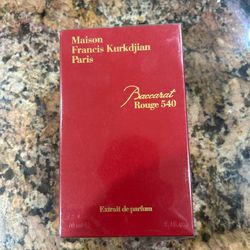 Maison
Francis Kurkdjian
Paris
Baccarat
Rouge 540
Extrait de parfum